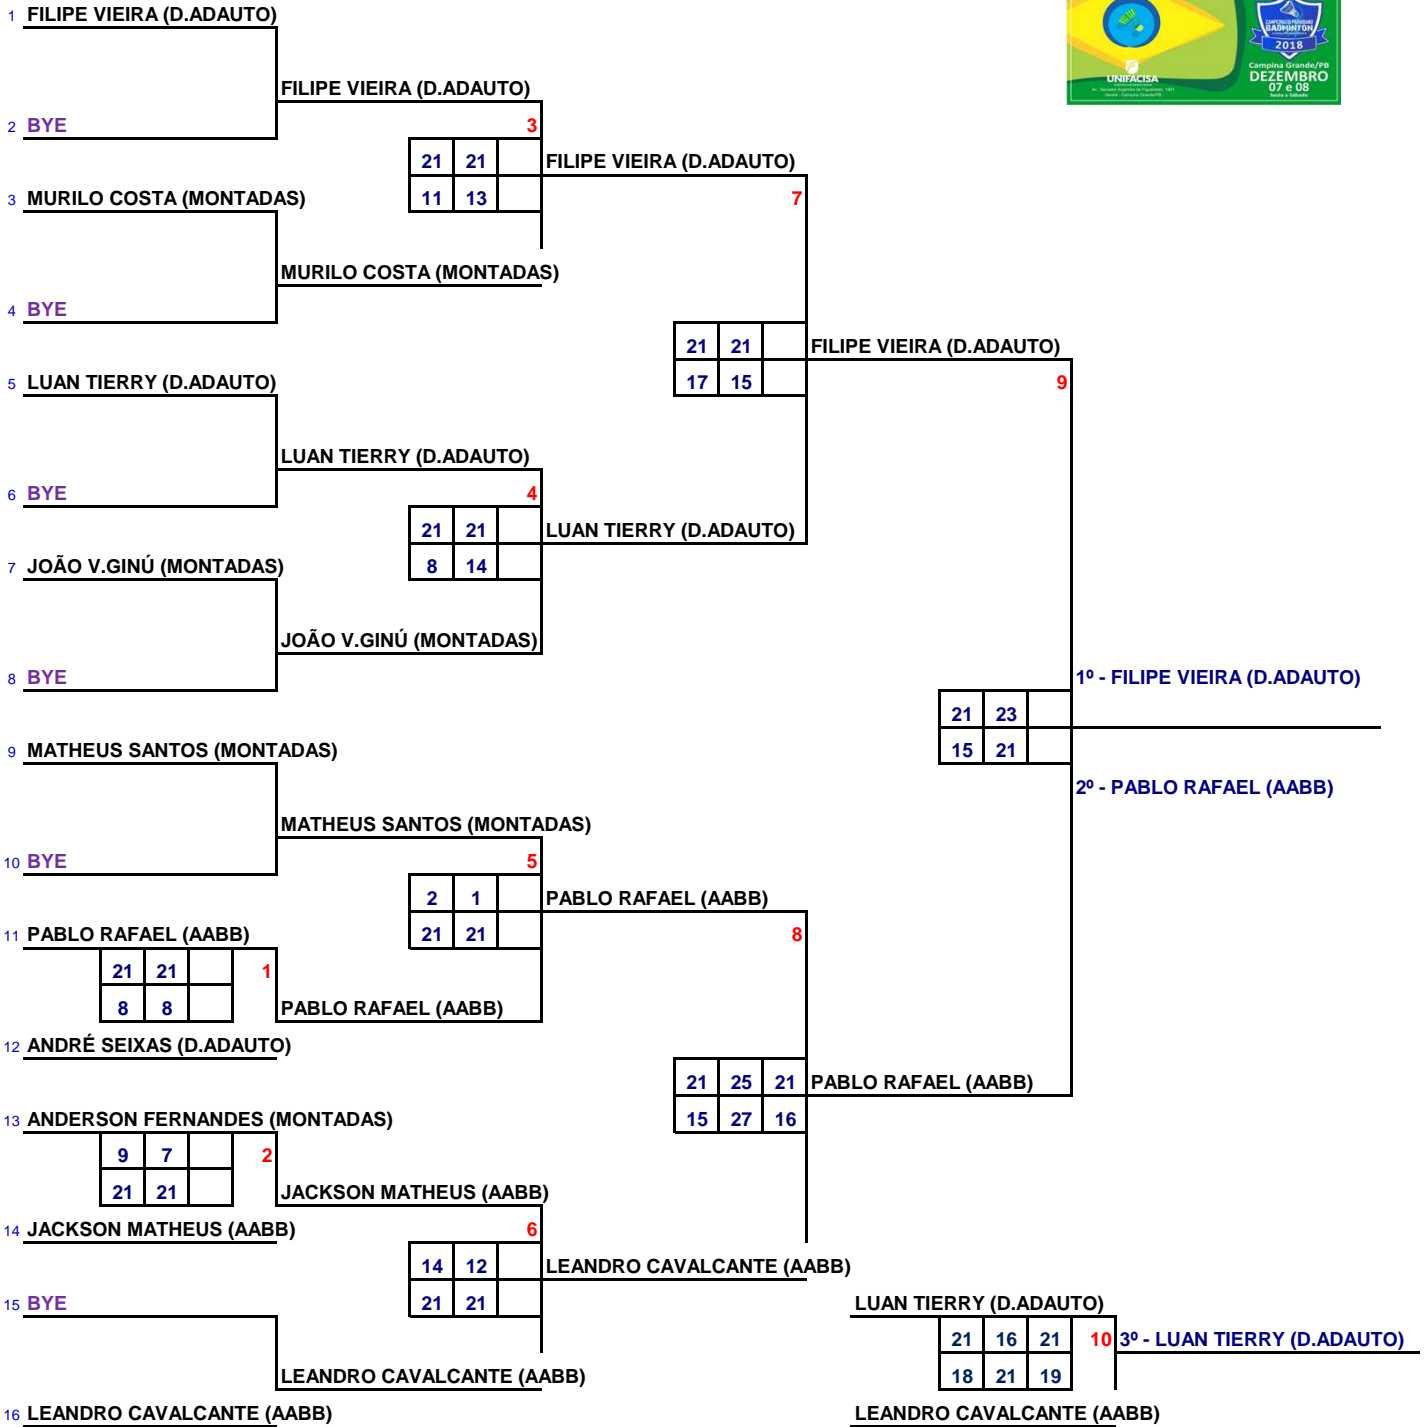 1 FILIPE VIEIRA (D.ADAUTO)
CAMPEONATO PARAIBANO
BADMINTON
2018
Campina Grande/PB
DEZEMBRO
07 e 08
Sexta e Sábado
UNIFACISA
FILIPE VIEIRA (D.ADAUTO)
2 BYE
3
21 21
FILIPE VIEIRA (D.ADAUTO)
11 13
7
3 MURILO COSTA (MONTADAS)
MURILO COSTA (MONTADAS)
4 BYE
21 21
FILIPE VIEIRA (D.ADAUTO)
17 15
9
5 LUAN TIERRY (D.ADAUTO)
LUAN TIERRY (D.ADAUTO)
6 BYE
4
21 21
LUAN TIERRY (D.ADAUTO)
8 14
7 JOÃO V.GINÚ (MONTADAS)
JOÃO V.GINÚ (MONTADAS)
8 BYE
1º - FILIPE VIEIRA (D.ADAUTO)
21 23
15 21
9 MATHEUS SANTOS (MONTADAS)
2º - PABLO RAFAEL (AABB)
MATHEUS SANTOS (MONTADAS)
10 BYE
5
2 1
PABLO RAFAEL (AABB)
21 21
8
11 PABLO RAFAEL (AABB)
21 21
1
8 8
PABLO RAFAEL (AABB)
12 ANDRÉ SEIXAS (D.ADAUTO)
21 25 21
PABLO RAFAEL (AABB)
15 27 16
13 ANDERSON FERNANDES (MONTADAS)
9 7
2
21 21
JACKSON MATHEUS (AABB)
14 JACKSON MATHEUS (AABB)
6
14 12
LEANDRO CAVALCANTE (AABB)
21 21
15 BYE
LUAN TIERRY (D.ADAUTO)
21 16 21
10
3º - LUAN TIERRY (D.ADAUTO)
18 21 19
LEANDRO CAVALCANTE (AABB)
16 LEANDRO CAVALCANTE (AABB)
LEANDRO CAVALCANTE (AABB)